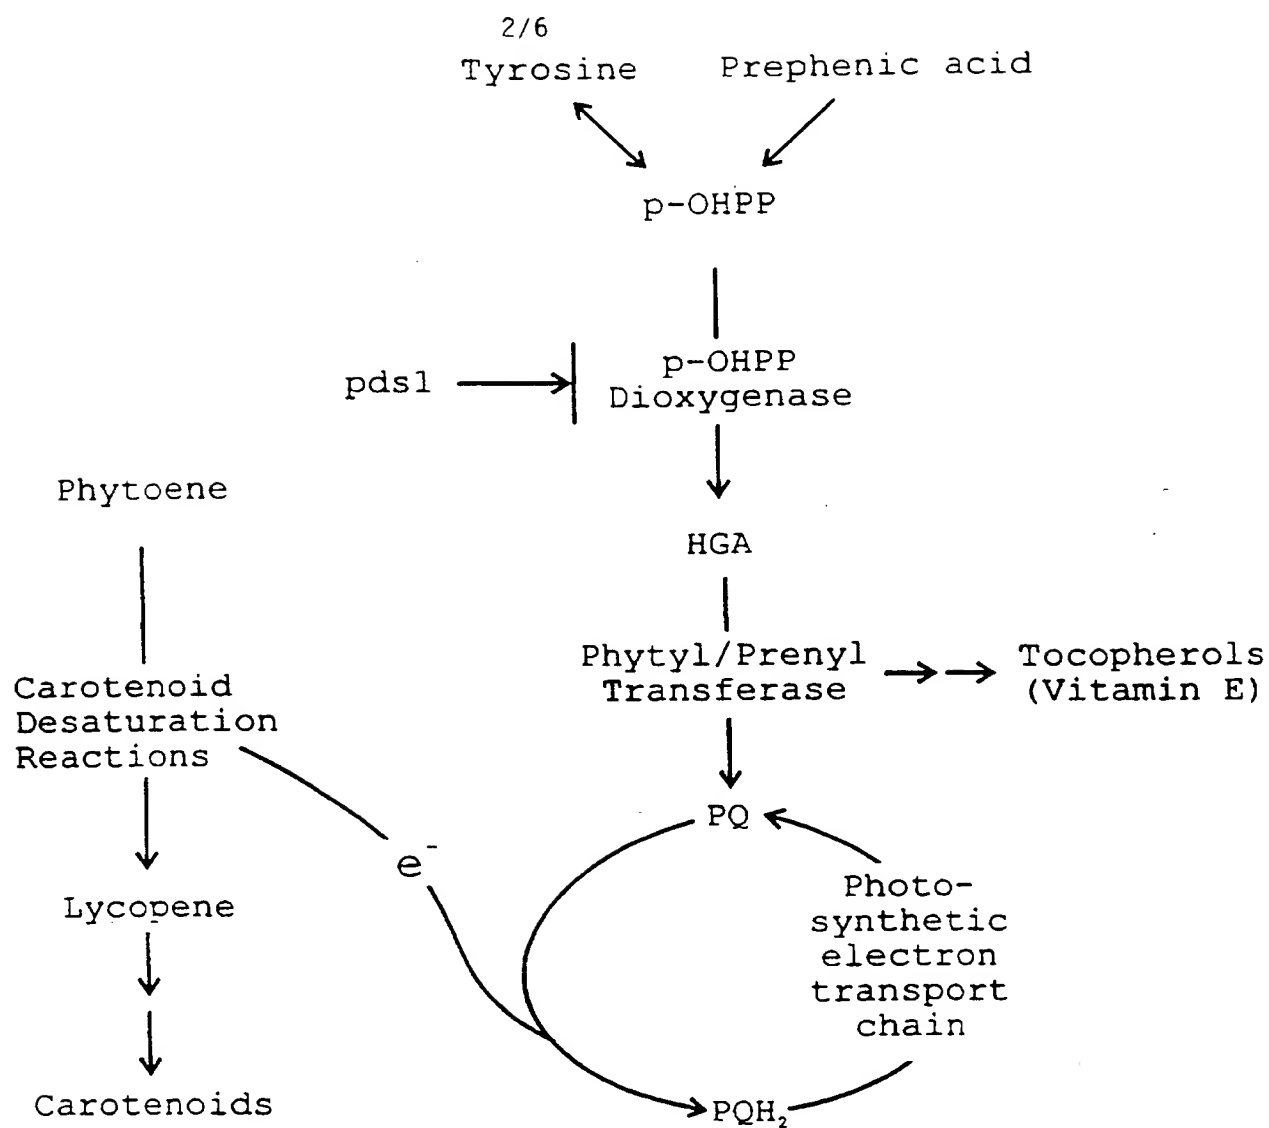 2/6
Tyrosine
Prephenic acid
p-OHPP
pds1
p-OHPP
Dioxygenase
Phytoene
HGA
Phytyl/Prenyl
Transferase
Tocopherols
(Vitamin E)
Carotenoid
Desaturation
Reactions
PQ
e⁻
Photo-
synthetic
electron
transport
chain
Lycopene
Carotenoids
PQH₂